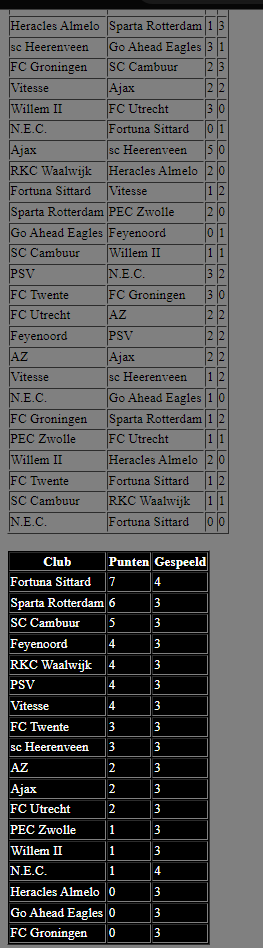 Heracles Almelo Sparta Rotterdam 1 3
sc Heerenveen Go Ahead Eagles 3 1
FC Groningen SC Cambuur 2 3
Vitesse Ajax 2 2
Willem II FC Utrecht 3 0
N.E.C. Fortuna Sittard 0 1
Ajax sc Heerenveen 5 0
RKC Waalwijk Heracles Almelo 2 0
Fortuna Sittard Vitesse 1 2
Sparta Rotterdam PEC Zwolle 2 0
Go Ahead Eagles Feyenoord 0 1
SC Cambuur Willem II 1 1
PSV N.E.C. 3 2
FC Twente FC Groningen 3 0
FC Utrecht AZ 2 2
Feyenoord PSV 2 2
AZ Ajax 2 2
Vitesse sc Heerenveen 1 2
N.E.C. Go Ahead Eagles 1 0
FC Groningen Sparta Rotterdam 1 2
PEC Zwolle FC Utrecht 1 1
Willem II Heracles Almelo 2 0
FC Twente Fortuna Sittard 1 2
SC Cambuur RKC Waalwijk 1 1
N.E.C. Fortuna Sittard 0 0
Club Punten Gespeeld
Fortuna Sittard 7 4
Sparta Rotterdam 6 3
SC Cambuur 5 3
Feyenoord 4 3
RKC Waalwijk 4 3
PSV 4 3
Vitesse 4 3
FC Twente 3 3
sc Heerenveen 3 3
AZ 2 3
Ajax 2 3
FC Utrecht 2 3
PEC Zwolle 1 3
Willem II 1 3
N.E.C. 1 4
Heracles Almelo 0 3
Go Ahead Eagles 0 3
FC Groningen 0 3